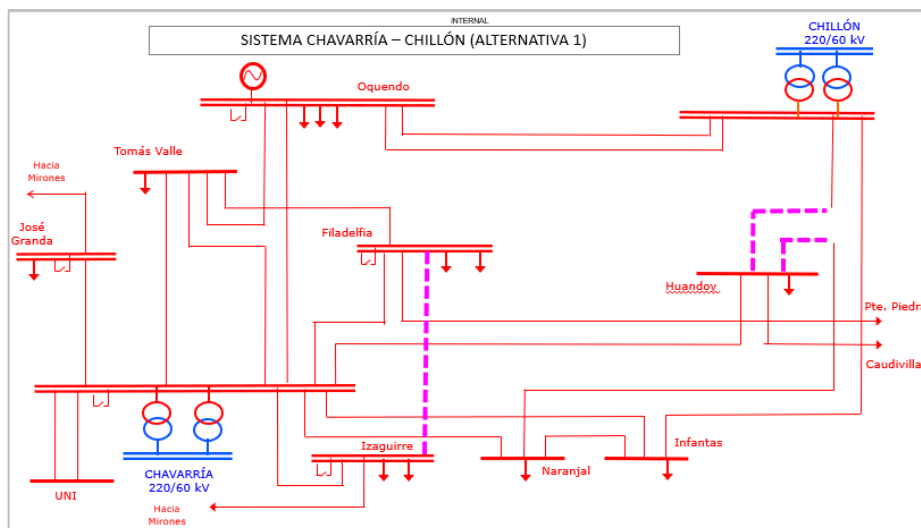 INTERNAL
SISTEMA CHAVARRÍA – CHILLÓN (ALTERNATIVA 1)
CHILLÓN
220/60 kV
Oquendo
Tomás Valle
Hacia
Mirones
José
Granda
Filadelfia
Huandoy
Pte. Piedra
Caudivilla
Izaguirre
Infantas
Naranjal
CHAVARRÍA
220/60 kV
UNI
Hacia
Mirones